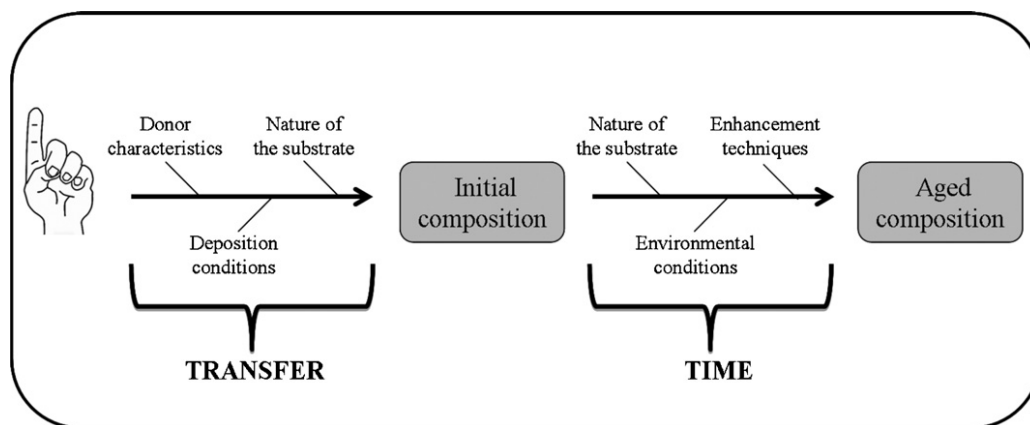 Donor
characteristics
Nature of
the substrate
Deposition
conditions
TRANSFER
Initial
composition
Nature of
the substrate
Enhancement
techniques
Environmental
conditions
TIME
Aged
composition